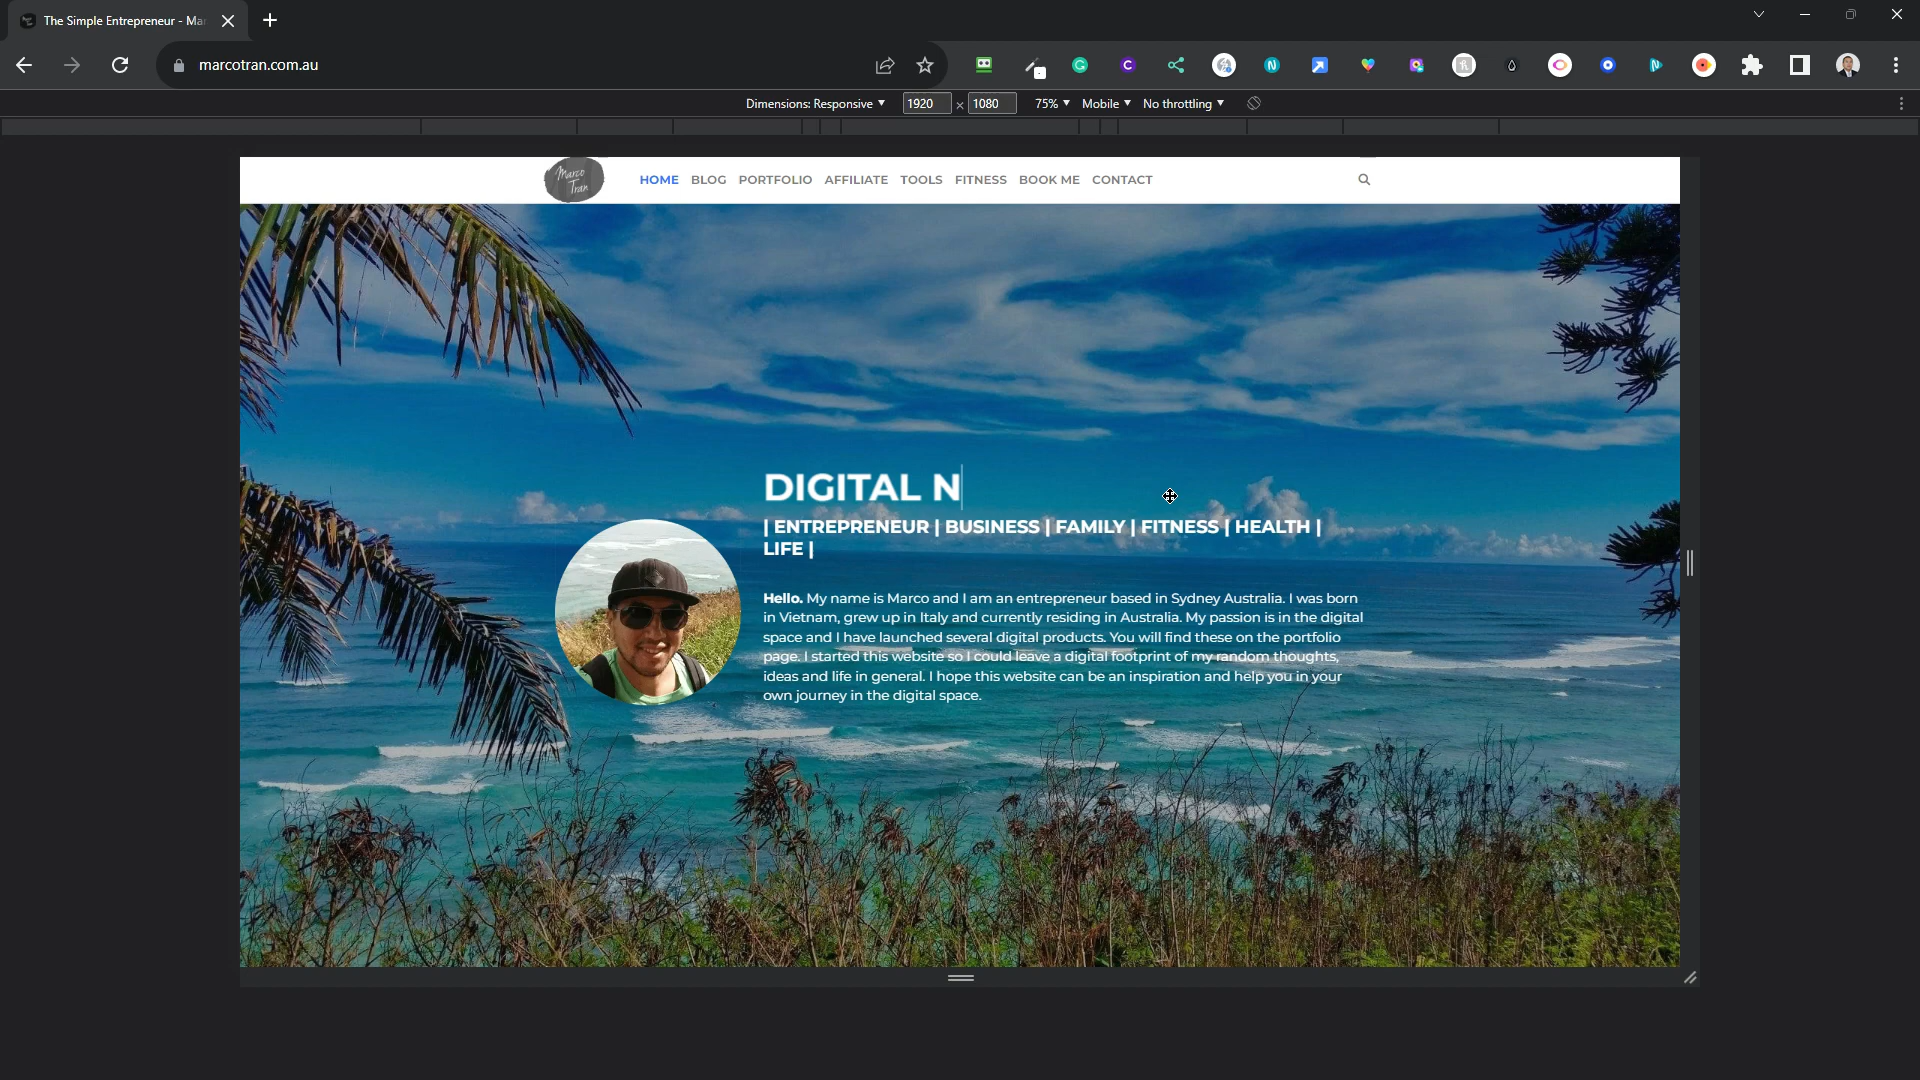 The Simple Entrepreneur - Ma
marcotran.com.au
Dimensions: Responsive 1920 × 1080 75% Mobile No throttling
Marco
Tran
HOME BLOG PORTFOLIO AFFILIATE TOOLS FITNESS BOOK ME CONTACT
DIGITAL N
| ENTREPRENEUR | BUSINESS | FAMILY | FITNESS | HEALTH |
LIFE |
Hello. My name is Marco and I am an entrepreneur based in Sydney Australia. I was born
in Vietnam, grew up in Italy and currently residing in Australia. My passion is in the digital
space and I have launched several digital products. You will find these on the portfolio
page. I started this website so I could leave a digital footprint of my random thoughts,
ideas and life in general. I hope this website can be an inspiration and help you in your
own journey in the digital space.